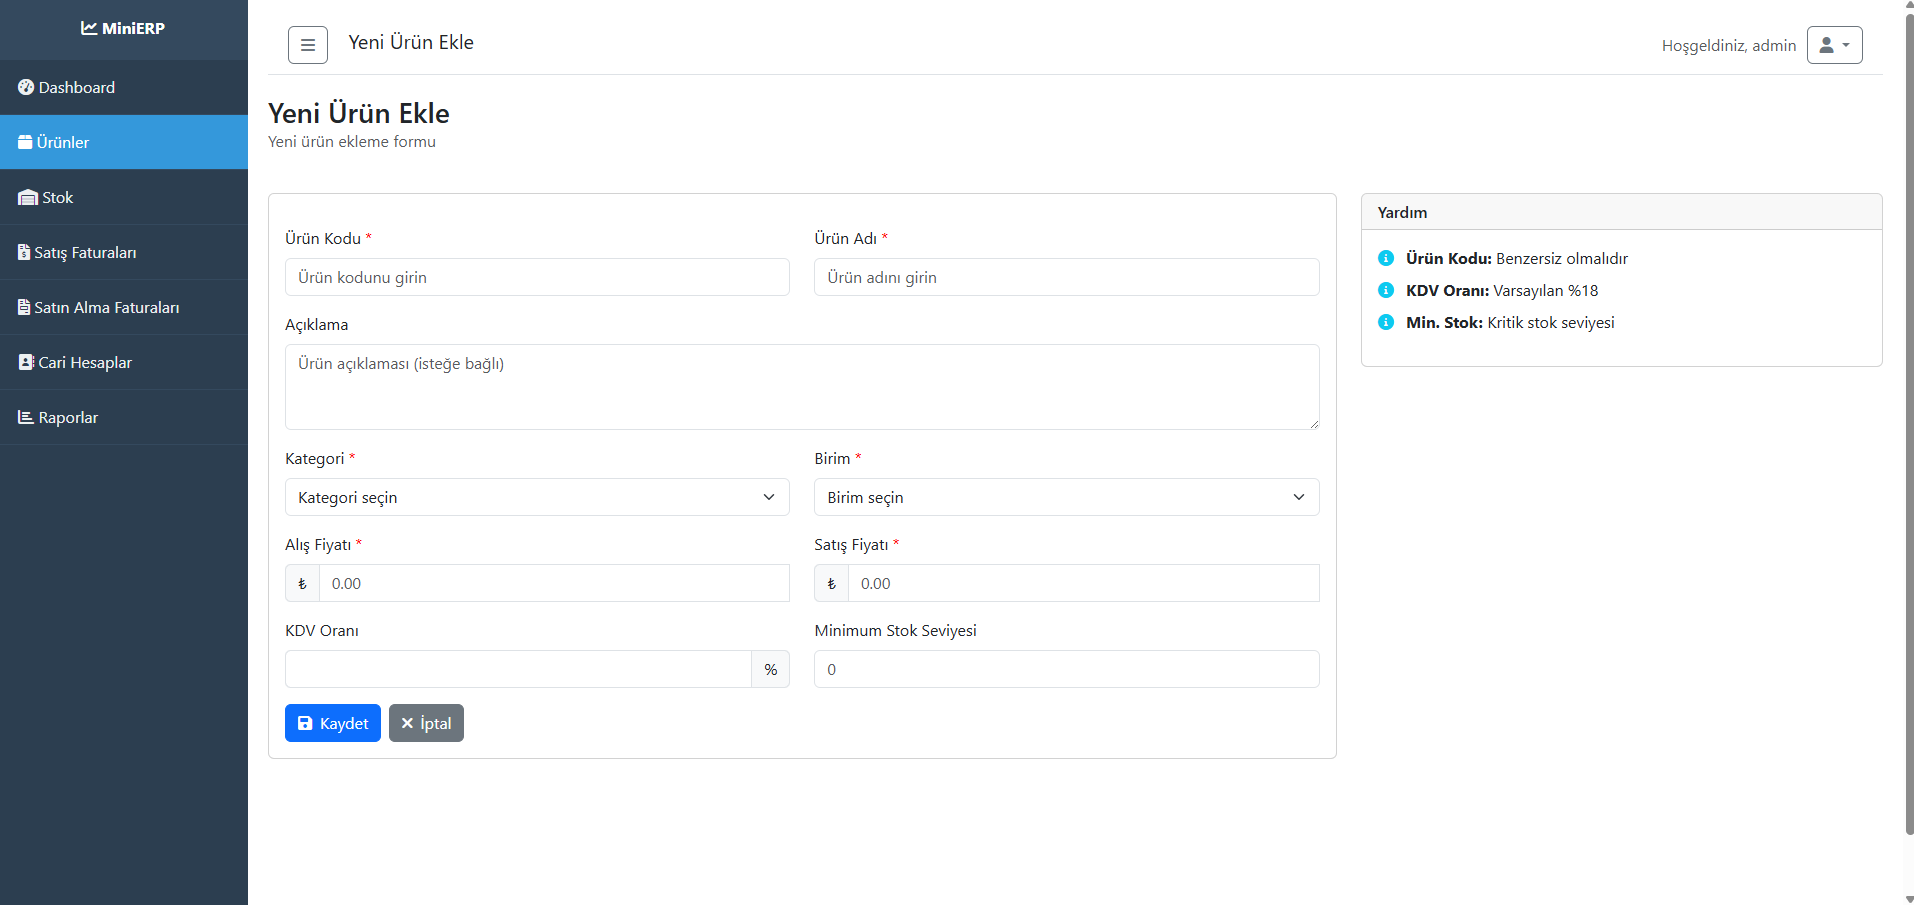 MiniERP
Dashboard
Ürünler
Stok
Satış Faturaları
Satın Alma Faturaları
Cari Hesaplar
Raporlar
Yeni Ürün Ekle
Hoşgeldiniz, admin
Yeni Ürün Ekle
Yeni ürün ekleme formu
Ürün Kodu *
Ürün kodunu girin
Ürün Adı *
Ürün adını girin
Açıklama
Ürün açıklaması (isteğe bağlı)
Kategori *
Kategori seçin
Birim *
Birim seçin
Alış Fiyatı *
₺ 0.00
Satış Fiyatı *
₺ 0.00
KDV Oranı
%
Minimum Stok Seviyesi
0
Kaydet
İptal
Yardım
Ürün Kodu: Benzersiz olmalıdır
KDV Oranı: Varsayılan %18
Min. Stok: Kritik stok seviyesi